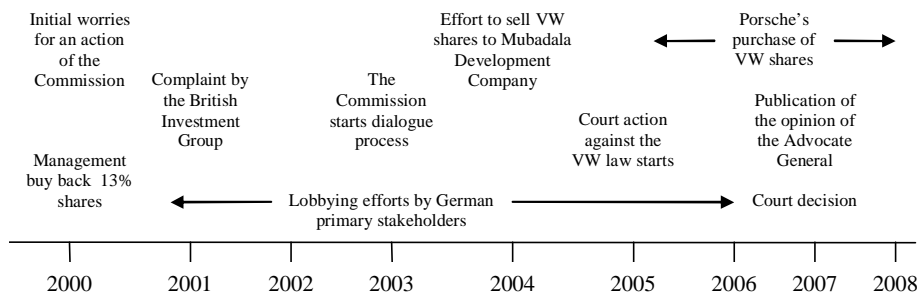 Initial worries
for an action
of the
Commission
Complaint by
the British
Investment
Group
Management
buy back 13%
shares
The
Commission
starts dialogue
process
Effort to sell VW
shares to Mubadala
Development
Company
Court action
against the
VW law starts
Porsche's
purchase of
VW shares
Publication of
the opinion of
the Advocate
General
Court decision
Lobbying efforts by German
primary stakeholders
2000 2001 2002 2003 2004 2005 2006 2007 2008